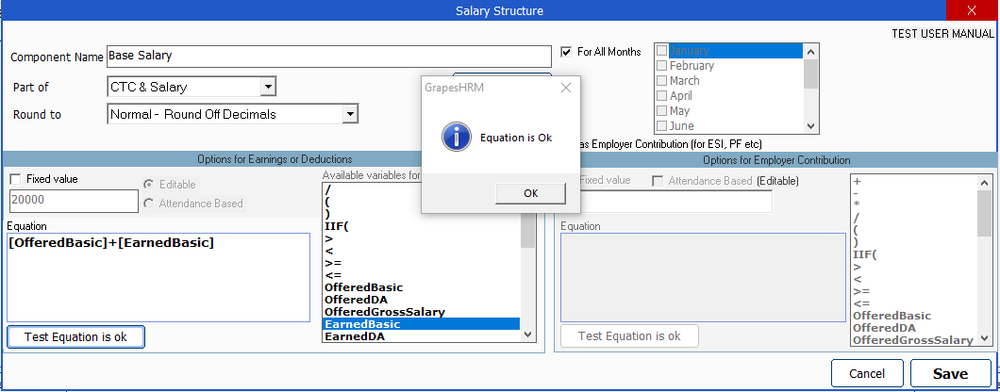 Salary Structure
X
TEST USER MANUAL
Component Name
Base Salary
For All Months
January
February
March
April
May
June
Part of
CTC & Salary
Round to
Normal - Round Off Decimals
GrapesHRM
Equation is Ok
OK
as Employer Contribution (for ESI, PF etc)
Options for Earnings or Deductions
Fixed value
20000
Editable
Attendance Based
Equation
[OfferedBasic]+[EarnedBasic]
Test Equation is ok
Available variables for
/
(
)
IIF(
>
<
>=
<=
OfferedBasic
OfferedDA
OfferedGrossSalary
EarnedBasic
EarnedDA
Options for Employer Contribution
Fixed value
Attendance Based (Editable)
Equation
Test Equation is ok
+
-
*
/
(
)
IIF(
>
<
>=
<=
OfferedBasic
OfferedDA
OfferedGrossSalary
Cancel
Save